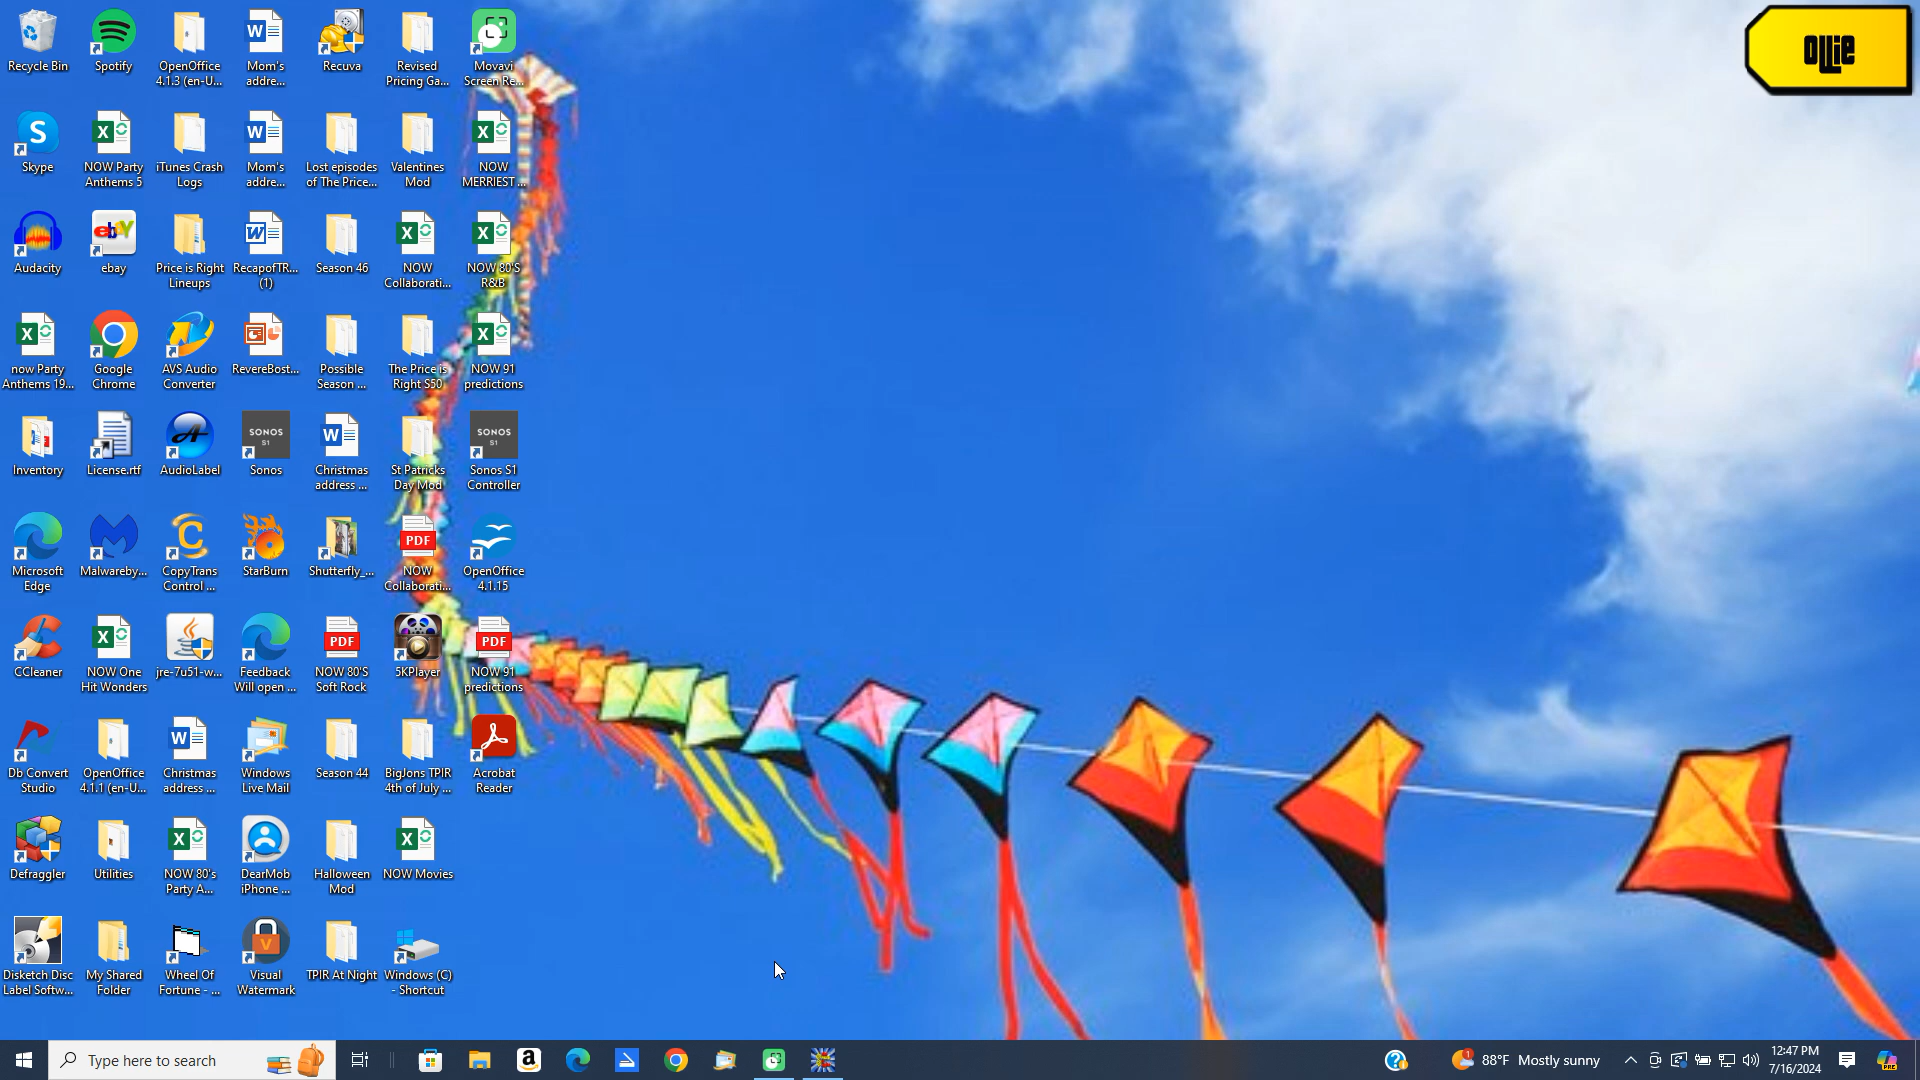 Recycle Bin
Spotify
OpenOffice
4.1.3 (en-U...
Mom's
addre...
Recuva
Revised
Pricing Ga...
Movavi
Screen Re...
OLLIE
Skype
NOW Party
Anthems 5
iTunes Crash
Logs
Mom's
addre...
Lost episodes
of The Price...
Valentines
Mod
NOW
MERRIEST ...
Audacity
ebay
Price is Right
Lineups
RecapofTR...
(1)
Season 46
NOW
Collaborati...
NOW 80'S
R&B
now Party
Anthems 19...
Google
Chrome
AVS Audio
Converter
RevereBost...
Possible
Season ...
The Price is
Right S50
NOW 91
predictions
SONOS
S1
SONOS
S1
Inventory
License.rtf
AudioLabel
Sonos
Christmas
address ...
St Patricks
Day Mod
Sonos S1
Controller
PDF
Microsoft
Edge
Malwareby...
CopyTrans
Control ...
StarBurn
Shutterfly_...
NOW
Collaborati...
OpenOffice
4.1.15
PDF
PDF
CCleaner
NOW One
Hit Wonders
jre-7u51-w...
Feedback
Will open ...
NOW 80'S
Soft Rock
5KPlayer
NOW 91
predictions
Db Convert
Studio
OpenOffice
4.1.1 (en-U...
Christmas
address ...
Windows
Live Mail
Season 44
BigJons TPIR
4th of July ...
Acrobat
Reader
Defraggler
Utilities
NOW 80's
Party A...
DearMob
iPhone ...
Halloween
Mod
NOW Movies
Disketch Disc
Label Softw...
My Shared
Folder
Wheel Of
Fortune - ...
Visual
Watermark
TPIR At Night
Windows (C)
- Shortcut
Type here to search
88°F Mostly sunny
12:47 PM
7/16/2024